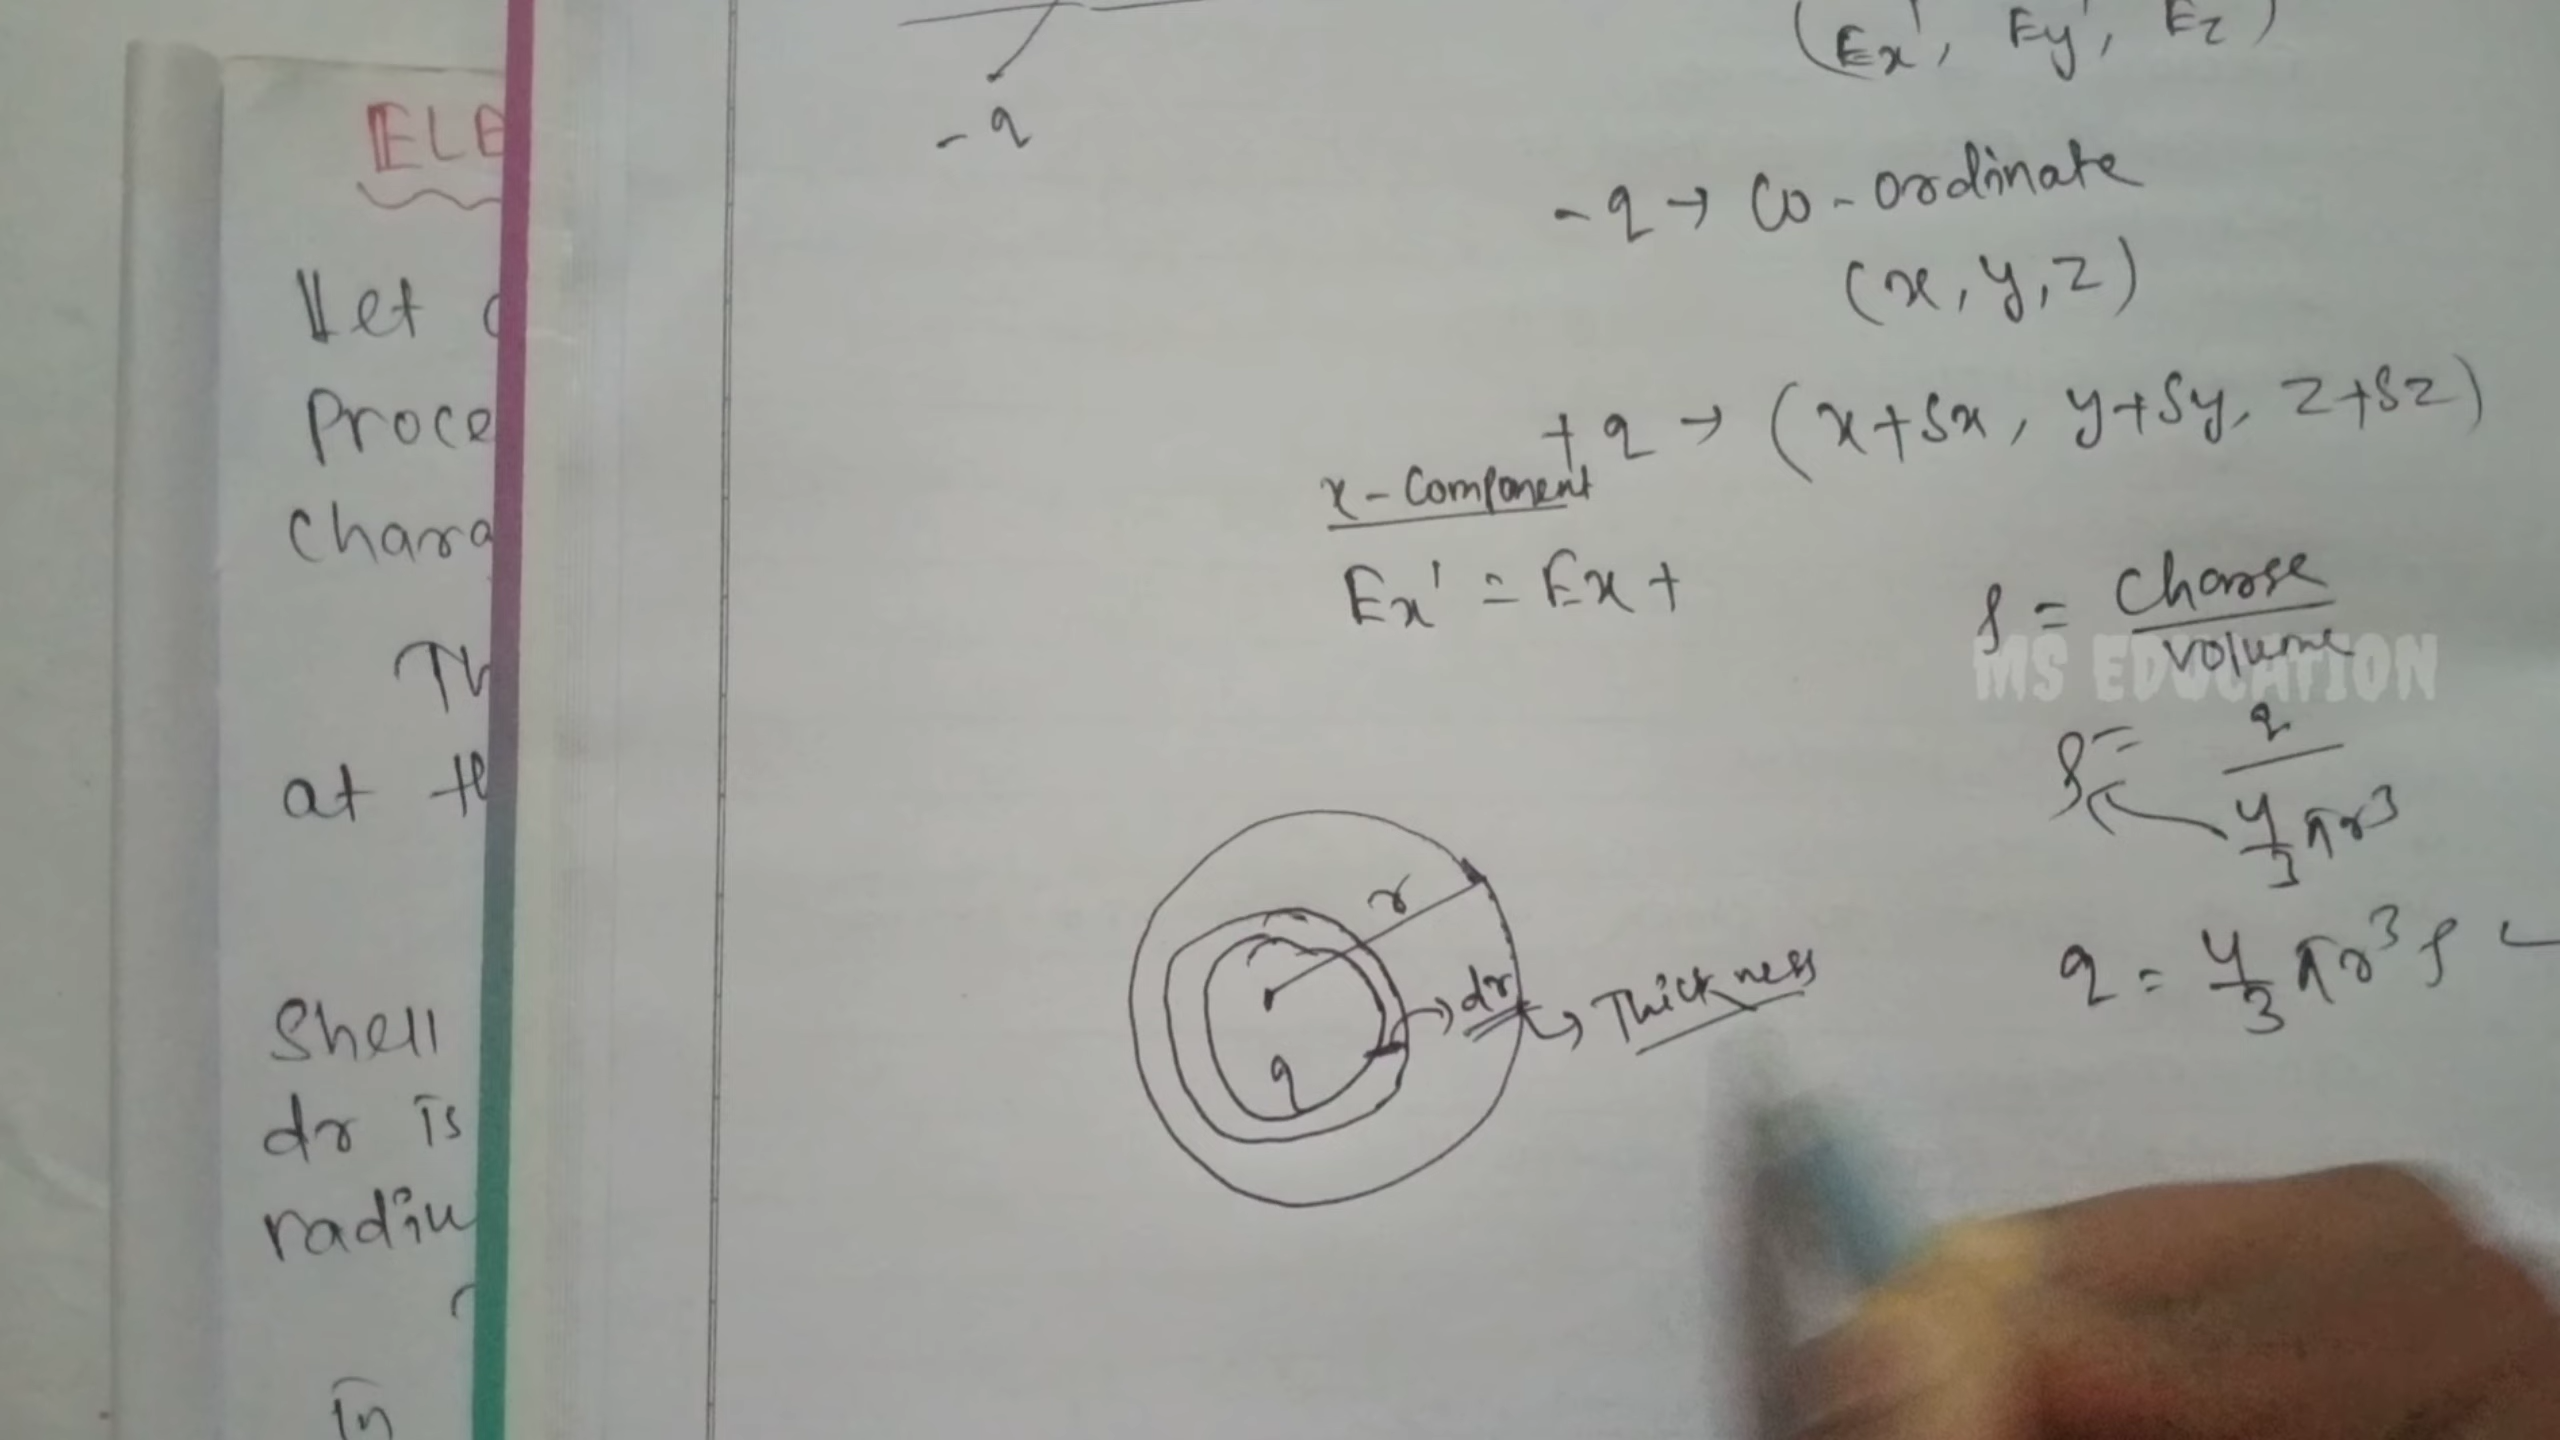 ELE
Let
Proce
Chara
Th
at th
Shell
dr is
radiu
in
- q
(Ex', Ey', Ez')
-q → Co-ordinate
(x, y, z)
+q → (x+δx, y+δy, z+δz)
x-Component
Ex' = Ex +
ρ = Charge / volume
MS EDUCATION
ρ = q / 4/3 πr³
q = 4/3 πr³ρ
r
dr → Thickness
q